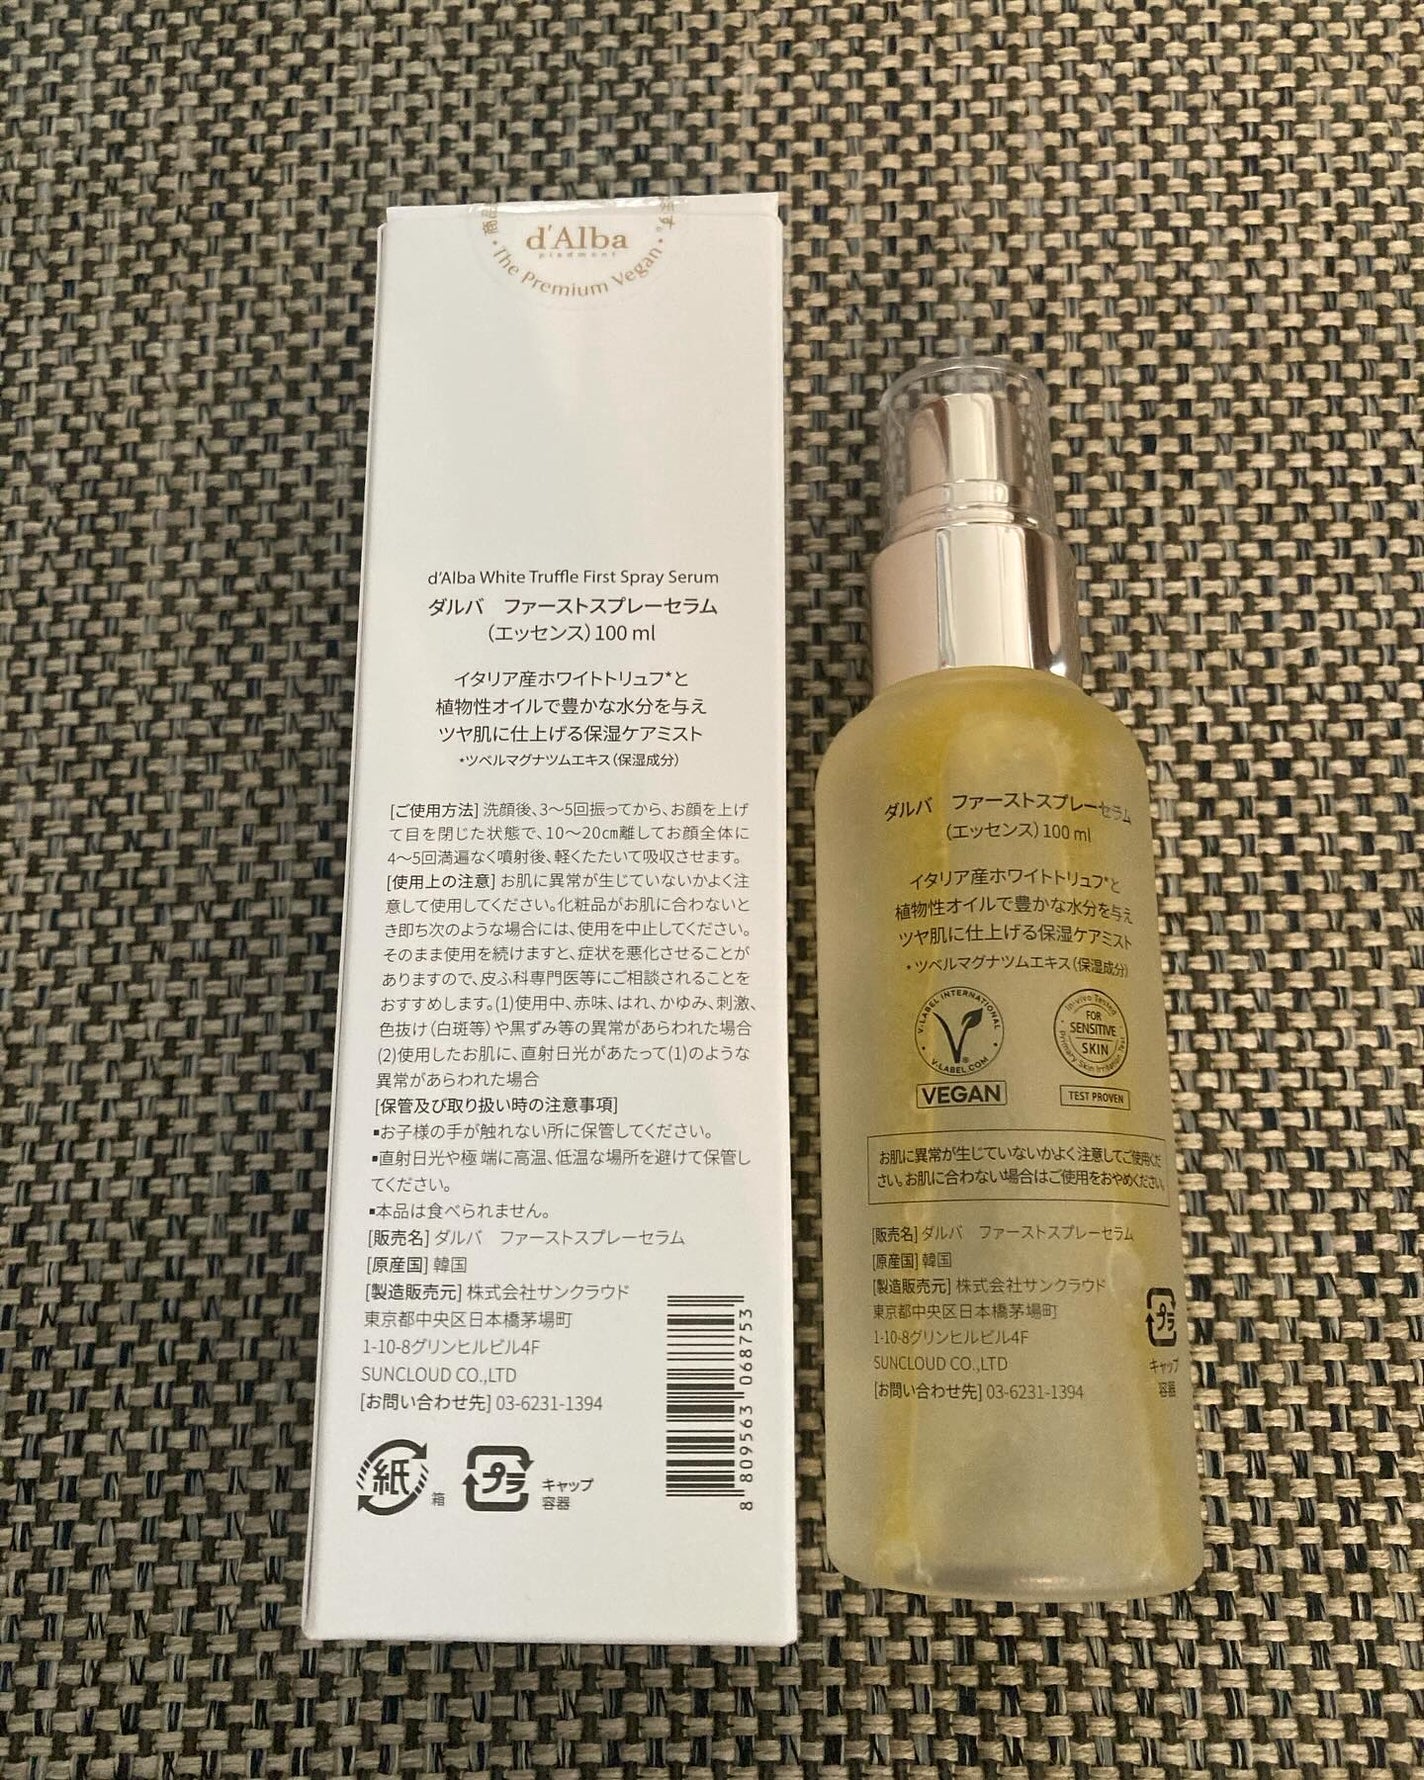 d'Alba
piedmont
・The Premium Vegan・
d'Alba White Truffle First Spray Serum
ダルバ　ファーストスプレーセラム
(エッセンス)100 ml
イタリア産ホワイトトリュフ*と
植物性オイルで豊かな水分を与え
ツヤ肌に仕上げる保湿ケアミスト
*ツベルマグナツムエキス(保湿成分)
[ご使用方法] 洗顔後、3～5回振ってから、お顔を上げ
て目を閉じた状態で、10～20cm離してお顔全体に
4～5回満遍なく噴射後、軽くたたいて吸収させます。
[使用上の注意] お肌に異常が生じていないかよく注
意して使用してください。化粧品がお肌に合わないと
き即ち次のような場合には、使用を中止してください。
そのまま使用を続けますと、症状を悪化させることが
ありますので、皮ふ科専門医等にご相談されることを
おすすめします。(1)使用中、赤味、はれ、かゆみ、刺激、
色抜け(白斑等)や黒ずみ等の異常があらわれた場合
(2)使用したお肌に、直射日光があたって(1)のような
異常があらわれた場合
[保管及び取り扱い時の注意事項]
▪お子様の手が触れない所に保管してください。
▪直射日光や極端に高温、低温な場所を避けて保管し
てください。
▪本品は食べられません。
[販売名] ダルバ　ファーストスプレーセラム
[原産国] 韓国
[製造販売元] 株式会社サンクラウド
東京都中央区日本橋茅場町
1-10-8グリンヒルビル4F
SUNCLOUD CO.,LTD
[お問い合わせ先] 03-6231-1394
紙
箱
プラ
キャップ
容器
8 809563 068753
ダルバ　ファーストスプレーセラム
(エッセンス)100 ml
イタリア産ホワイトトリュフ*と
植物性オイルで豊かな水分を与え
ツヤ肌に仕上げる保湿ケアミスト
*ツベルマグナツムエキス(保湿成分)
V-LABEL INTERNATIONAL
V-LABEL.COM
VEGAN
In-vivo Tested
FOR
SENSITIVE
SKIN
Primary Skin Irritation Test
TEST PROVEN
お肌に異常が生じていないかよく注意してご使用くだ
さい。お肌に合わない場合はご使用をおやめください。
[販売名] ダルバ　ファーストスプレーセラム
[原産国] 韓国
[製造販売元] 株式会社サンクラウド
東京都中央区日本橋茅場町
1-10-8グリンヒルビル4F
SUNCLOUD CO.,LTD
[お問い合わせ先] 03-6231-1394
プラ
キャップ
容器